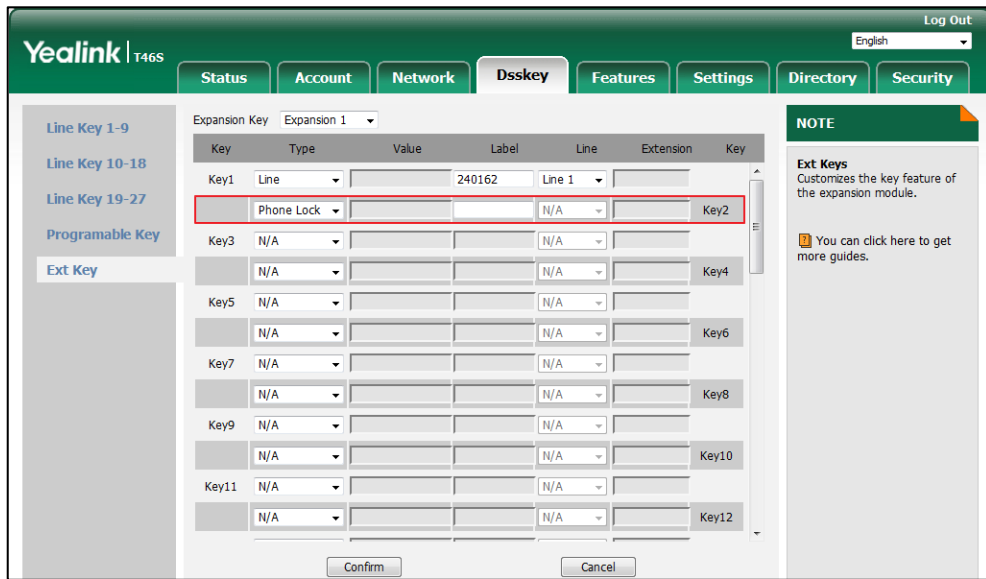 Log Out
Yealink T46S
English
Status Account Network Dsskey Features Settings Directory Security
Line Key 1-9
Line Key 10-18
Line Key 19-27
Programable Key
Ext Key
Expansion Key Expansion 1
Key Type Value Label Line Extension Key
Key1 Line 240162 Line 1
Phone Lock N/A Key2
Key3 N/A N/A
N/A N/A Key4
Key5 N/A N/A
N/A N/A Key6
Key7 N/A N/A
N/A N/A Key8
Key9 N/A N/A
N/A N/A Key10
Key11 N/A N/A
N/A N/A Key12
Confirm Cancel
NOTE
Ext Keys
Customizes the key feature of
the expansion module.
You can click here to get
more guides.